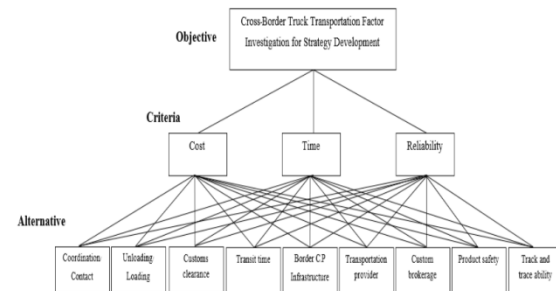 Objective
Cross-Border Truck Transportation Factor
Investigation for Strategy Development
Criteria
Cost
Time
Reliability
Alternative
Coordination
Contact
Unloading
Loading
Customs
clearance
Transit time
Border C.P
Infrastructure
Transportation
provider
Custom
brokerage
Product safety
Track and
trace ability